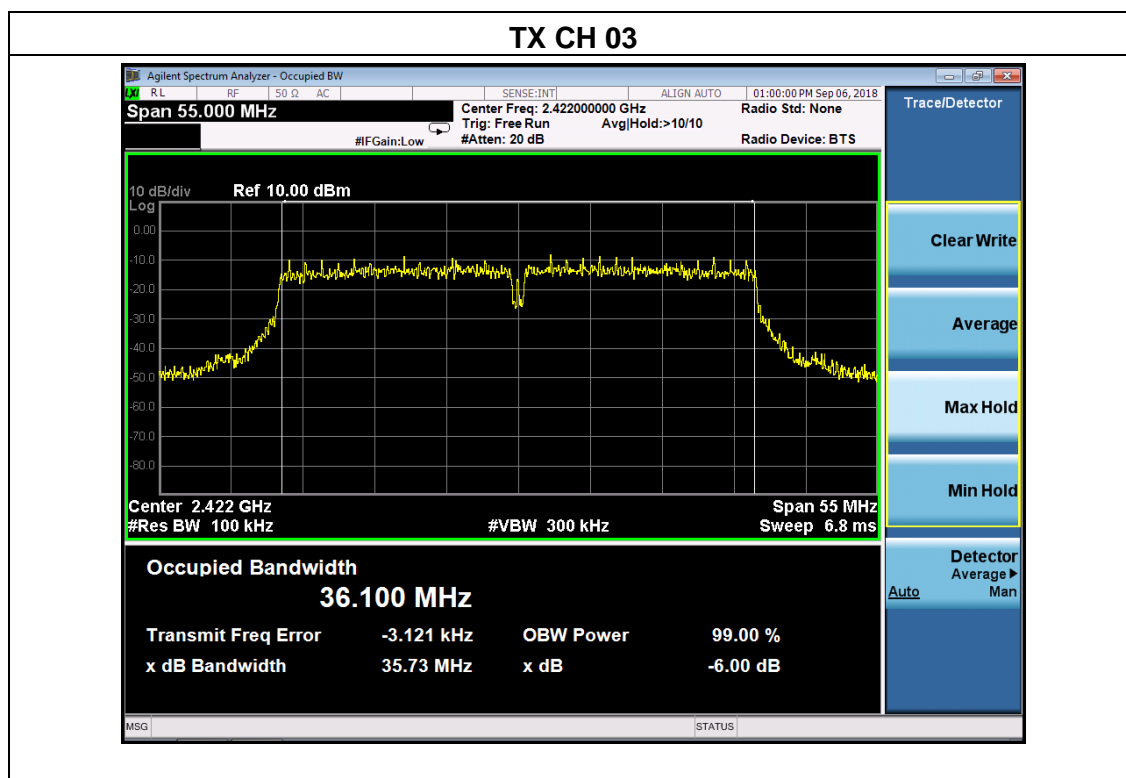 TX CH 03
Agilent Spectrum Analyzer - Occupied BW
LXI RL RF 50 Ω AC SENSE:INT ALIGN AUTO 01:00:00 PM Sep 06, 2018
Span 55.000 MHz
Center Freq: 2.422000000 GHz Radio Std: None
Trig: Free Run Avg|Hold:>10/10
#IFGain:Low #Atten: 20 dB Radio Device: BTS
10 dB/div Ref 10.00 dBm
Log
0.00
-10.0
-20.0
-30.0
-40.0
-50.0
-60.0
-70.0
-80.0
Center 2.422 GHz Span 55 MHz
#Res BW 100 kHz #VBW 300 kHz Sweep 6.8 ms
Occupied Bandwidth
36.100 MHz
Transmit Freq Error -3.121 kHz OBW Power 99.00 %
x dB Bandwidth 35.73 MHz x dB -6.00 dB
MSG STATUS
Trace/Detector
Clear Write
Average
Max Hold
Min Hold
Detector
Average▶
Auto Man